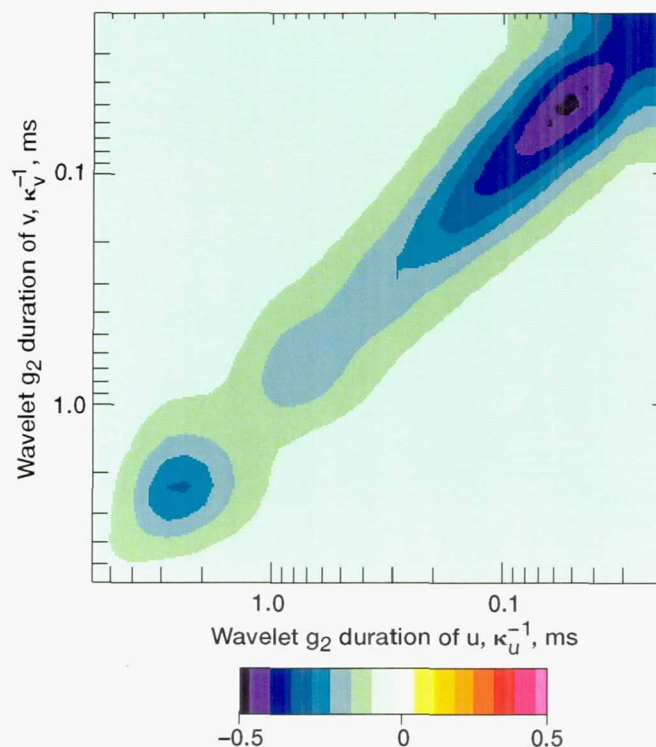 Wavelet g₂ duration of v, κᵥ⁻¹, ms
0.1
1.0
1.0 0.1
Wavelet g₂ duration of u, κᵤ⁻¹, ms
−0.5 0 0.5